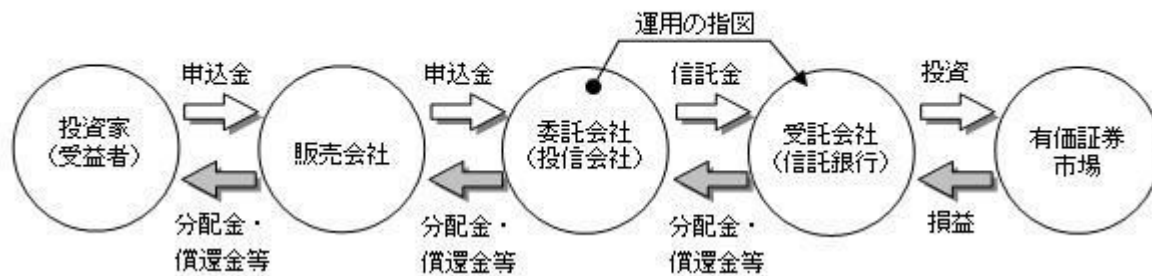 運用の指図
申込金
申込金
信託金
投資
投資家
(受益者)
販売会社
委託会社
(投信会社)
受託会社
(信託銀行)
有価証券
市場
分配金・
償還金等
分配金・
償還金等
分配金・
償還金等
損益